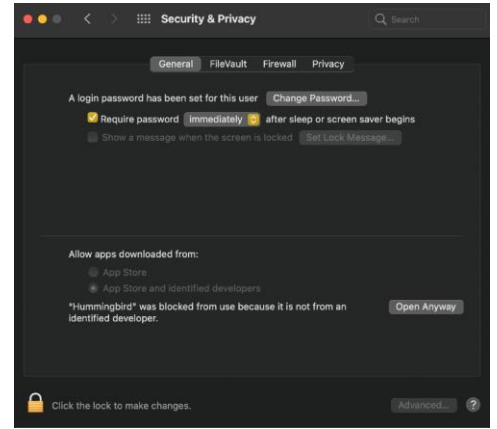 Security & Privacy
Search
General FileVault Firewall Privacy
A login password has been set for this user Change Password...
Require password immediately after sleep or screen saver begins
Show a message when the screen is locked Set Lock Message...
Allow apps downloaded from:
App Store
App Store and identified developers
"Hummingbird" was blocked from use because it is not from an Open Anyway
identified developer.
Click the lock to make changes. Advanced... ?